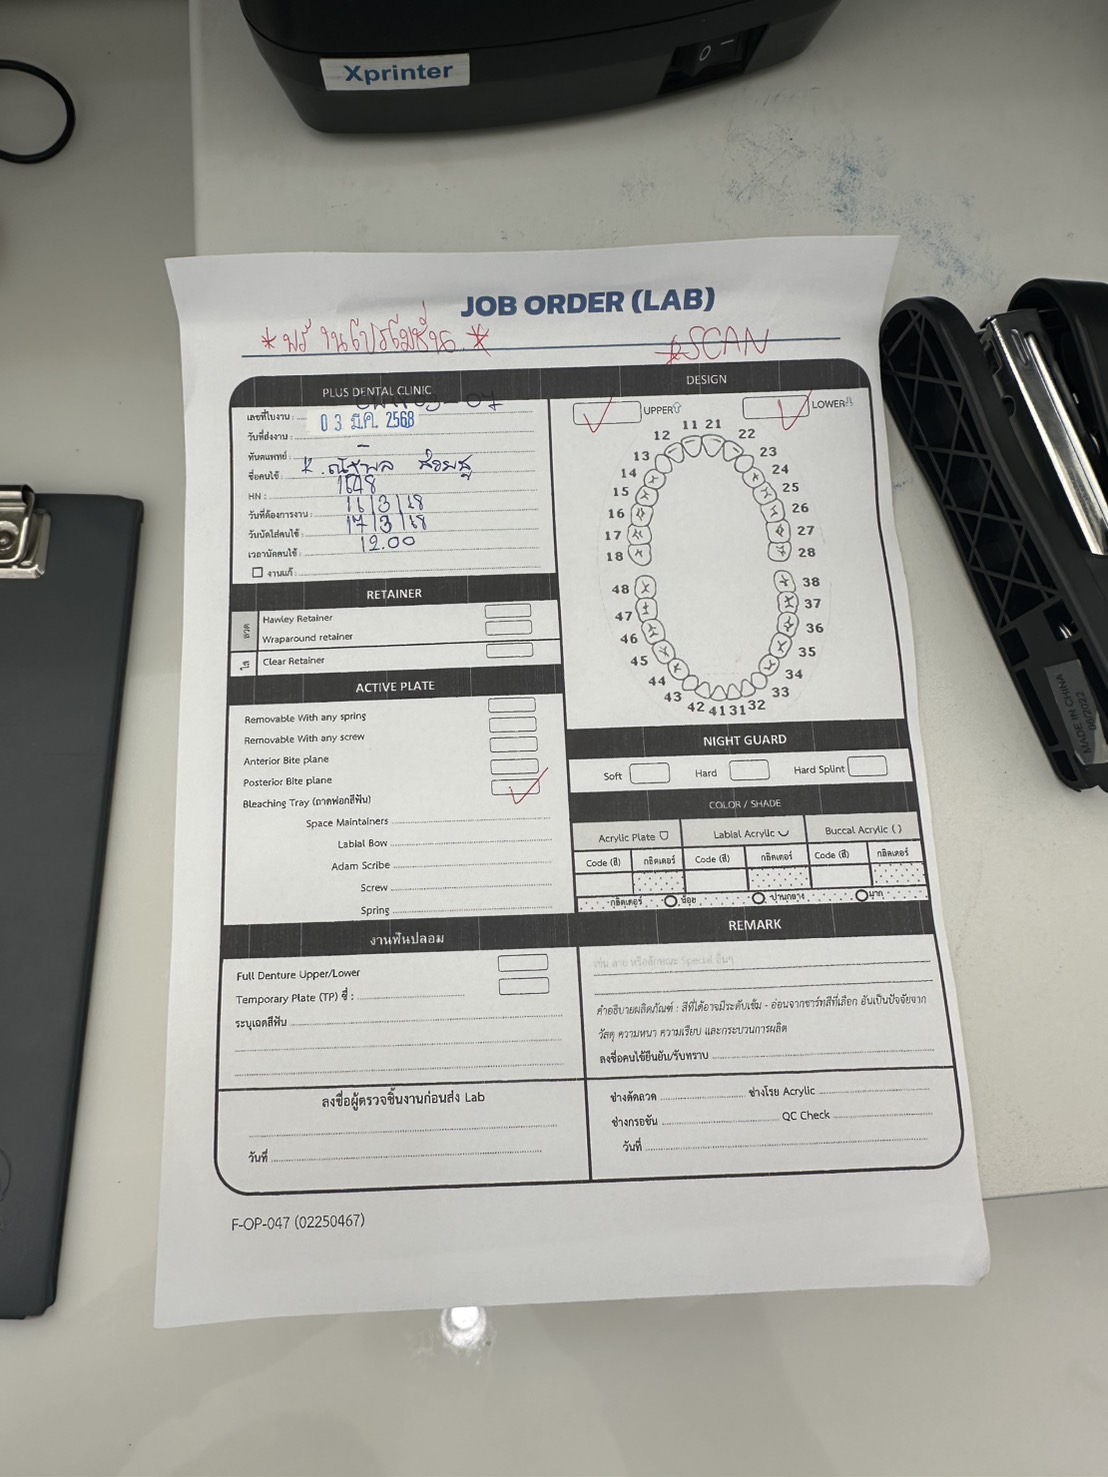 Xprinter
JOB ORDER (LAB)
* ฟรี ในโปรโมชั่น *
*SCAN
PLUS DENTAL CLINIC
เลขที่ใบงาน :
วันที่ส่งงาน : 03 มี.ค. 2568
ทันตแพทย์ : -
ชื่อคนไข้ : K.
HN : 1648
วันที่ต้องการงาน :
วันนัดใส่คนไข้ :
เวลานัดคนไข้ : 12.00
งานแก้ :
DESIGN
UPPER
LOWER
11 21
12 22
13 23
14 24
15 25
16 26
17 27
18 28
48 38
47 37
46 36
45 35
44 34
43 33
42 41 31 32
RETAINER
ลวด
Hawley Retainer
Wraparound retainer
ใส
Clear Retainer
ACTIVE PLATE
Removable With any spring
Removable With any screw
Anterior Bite plane
Posterior Bite plane
Bleaching Tray (ถาดฟอกสีฟัน)
Space Maintainers
Labial Bow
Adam Scribe
Screw
Spring
NIGHT GUARD
Soft Hard Hard Splint
COLOR / SHADE
Acrylic Plate Labial Acrylic Buccal Acrylic ( )
Code (สี) กลิตเตอร์ Code (สี) กลิตเตอร์ Code (สี) กลิตเตอร์
กลิตเตอร์ น้อย ปานกลาง มาก
งานฟันปลอม
Full Denture Upper/Lower
Temporary Plate (TP) ซี่ :
ระบุเฉดสีฟัน
REMARK
เช่น ลาย หรือลักษณะ Special อื่นๆ
คำอธิบายผลิตภัณฑ์ : สีที่ได้อาจมีระดับเข้ม - อ่อนจากชาร์ทสีที่เลือก อันเป็นปัจจัยจาก
วัสดุ ความหนา ความเรียบ และกระบวนการผลิต
ลงชื่อคนไข้ยืนยัน/รับทราบ
ลงชื่อผู้ตรวจชิ้นงานก่อนส่ง Lab
วันที่
ช่างดัดลวด ช่างโรย Acrylic
ช่างกรอขัน QC Check
วันที่
F-OP-047 (02250467)
MADE IN CHINA